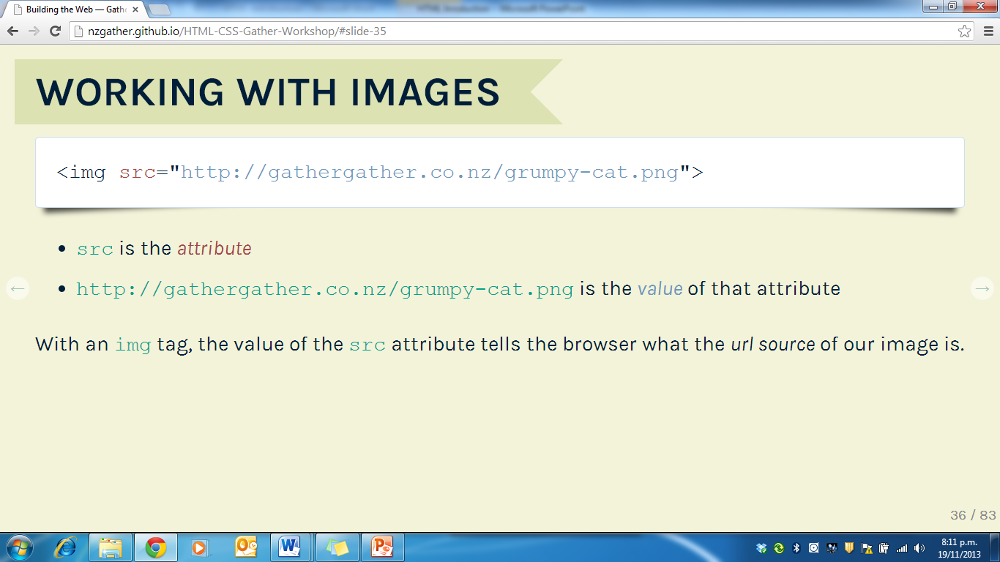 Building the Web — Gath
nzgather.github.io/HTML-CSS-Gather-Workshop/#slide-35
WORKING WITH IMAGES
<img src="http://gathergather.co.nz/grumpy-cat.png">
• src is the attribute
• http://gathergather.co.nz/grumpy-cat.png is the value of that attribute
←
→
With an img tag, the value of the src attribute tells the browser what the url source of our image is.
36 / 83
8:11 p.m.
19/11/2013